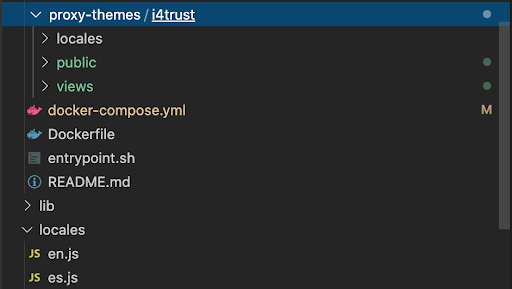 proxy-themes / i4trust
locales
public
views
docker-compose.yml M
Dockerfile
entrypoint.sh
README.md
lib
locales
JS en.js
JS es.js